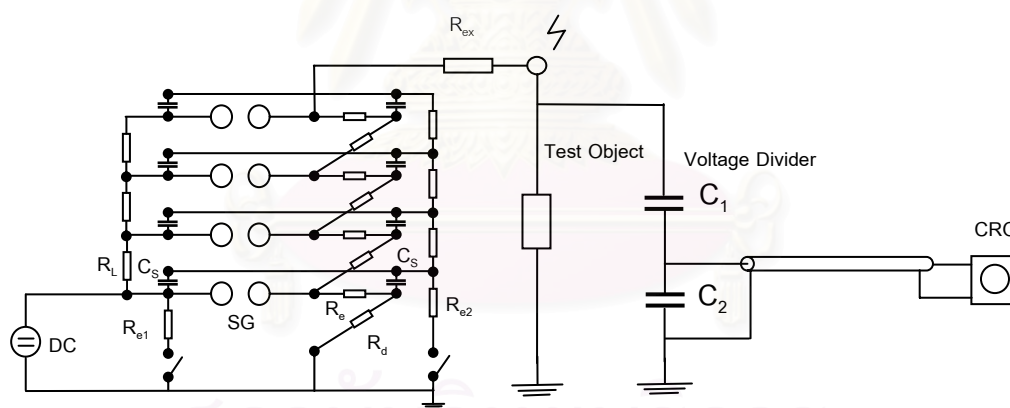 R_ex
Test Object
Voltage Divider
C_1
CRO
R_L
C_S
C_S
C_2
R_e1
SG
R_e
R_e2
DC
R_d